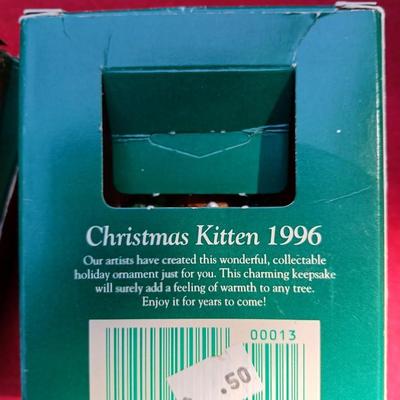 Christmas Kitten 1996
Our artists have created this wonderful, collectable
holiday ornament just for you. This charming keepsake
will surely add a feeling of warmth to any tree.
Enjoy it for years to come!
00013
.50